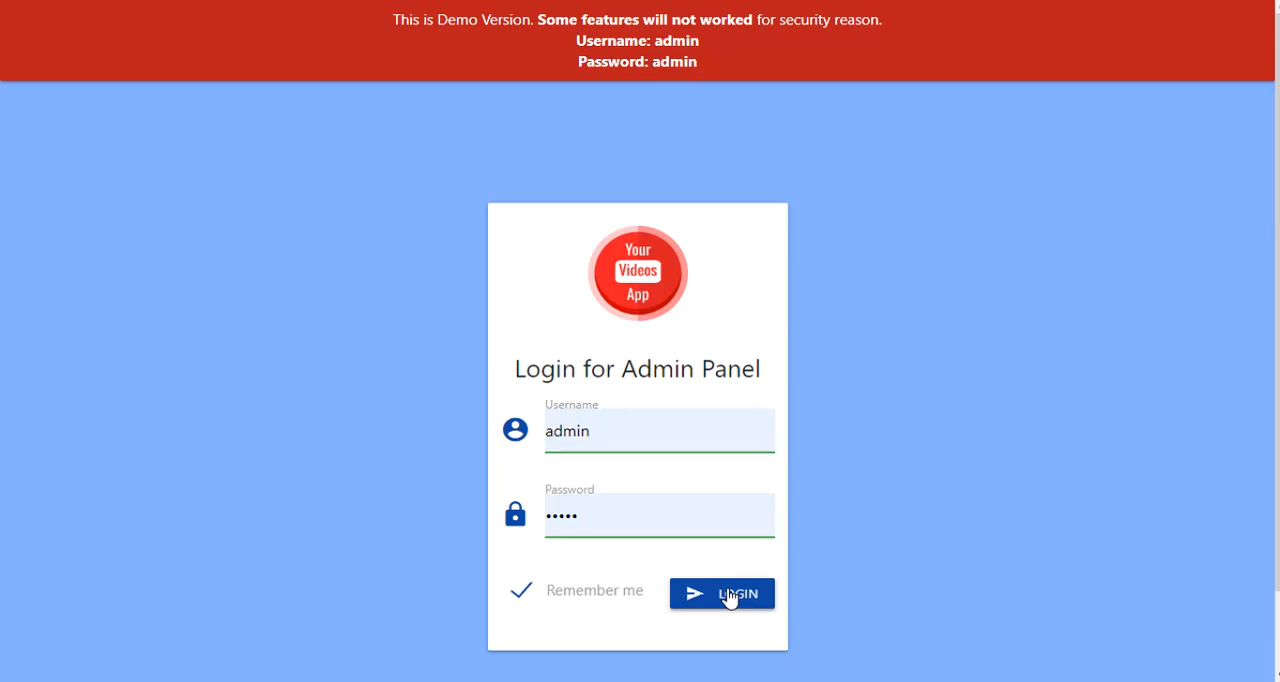 This is Demo Version. Some features will not worked for security reason.
Username: admin
Password: admin
Your
Videos
App
Login for Admin Panel
Username
admin
Password
•••••
Remember me
LOGIN